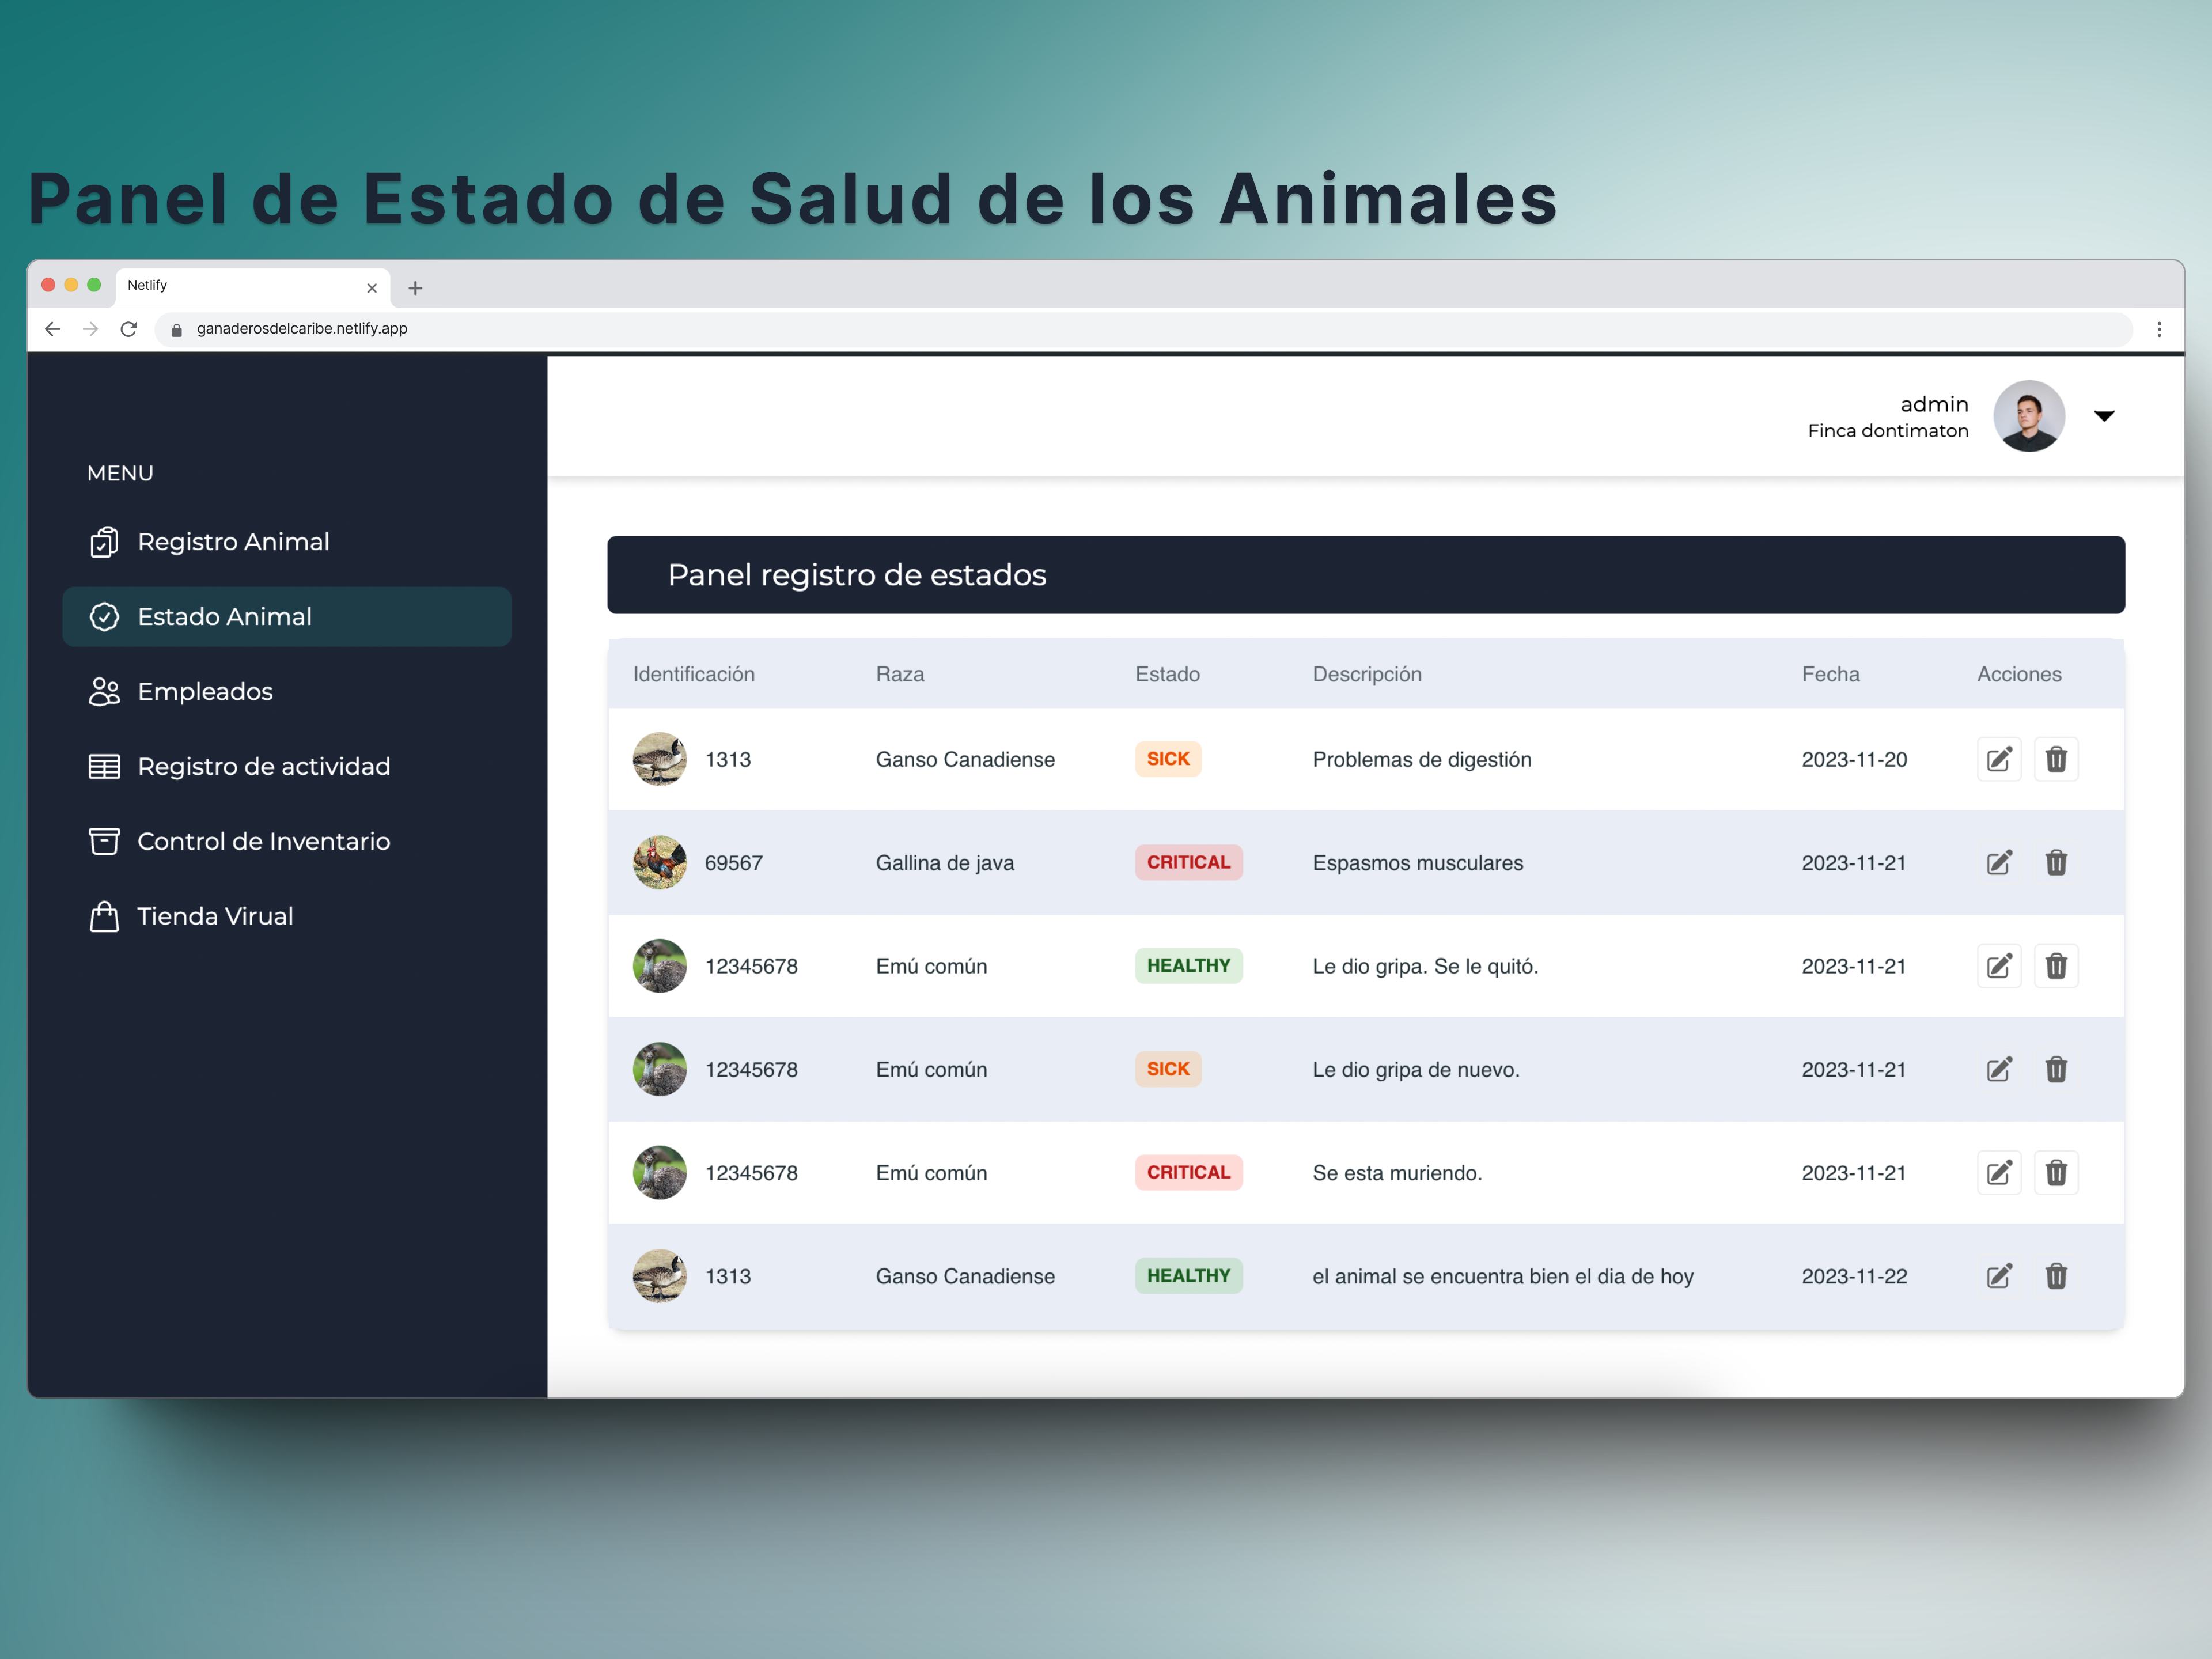 Panel de Estado de Salud de los Animales
Netlify
ganaderosdelcaribe.netlify.app
admin
Finca dontimaton
MENU
Registro Animal
Estado Animal
Empleados
Registro de actividad
Control de Inventario
Tienda Virual
Panel registro de estados
Identificación Raza Estado Descripción Fecha Acciones
1313 Ganso Canadiense SICK Problemas de digestión 2023-11-20
69567 Gallina de java CRITICAL Espasmos musculares 2023-11-21
12345678 Emú común HEALTHY Le dio gripa. Se le quitó. 2023-11-21
12345678 Emú común SICK Le dio gripa de nuevo. 2023-11-21
12345678 Emú común CRITICAL Se esta muriendo. 2023-11-21
1313 Ganso Canadiense HEALTHY el animal se encuentra bien el dia de hoy 2023-11-22